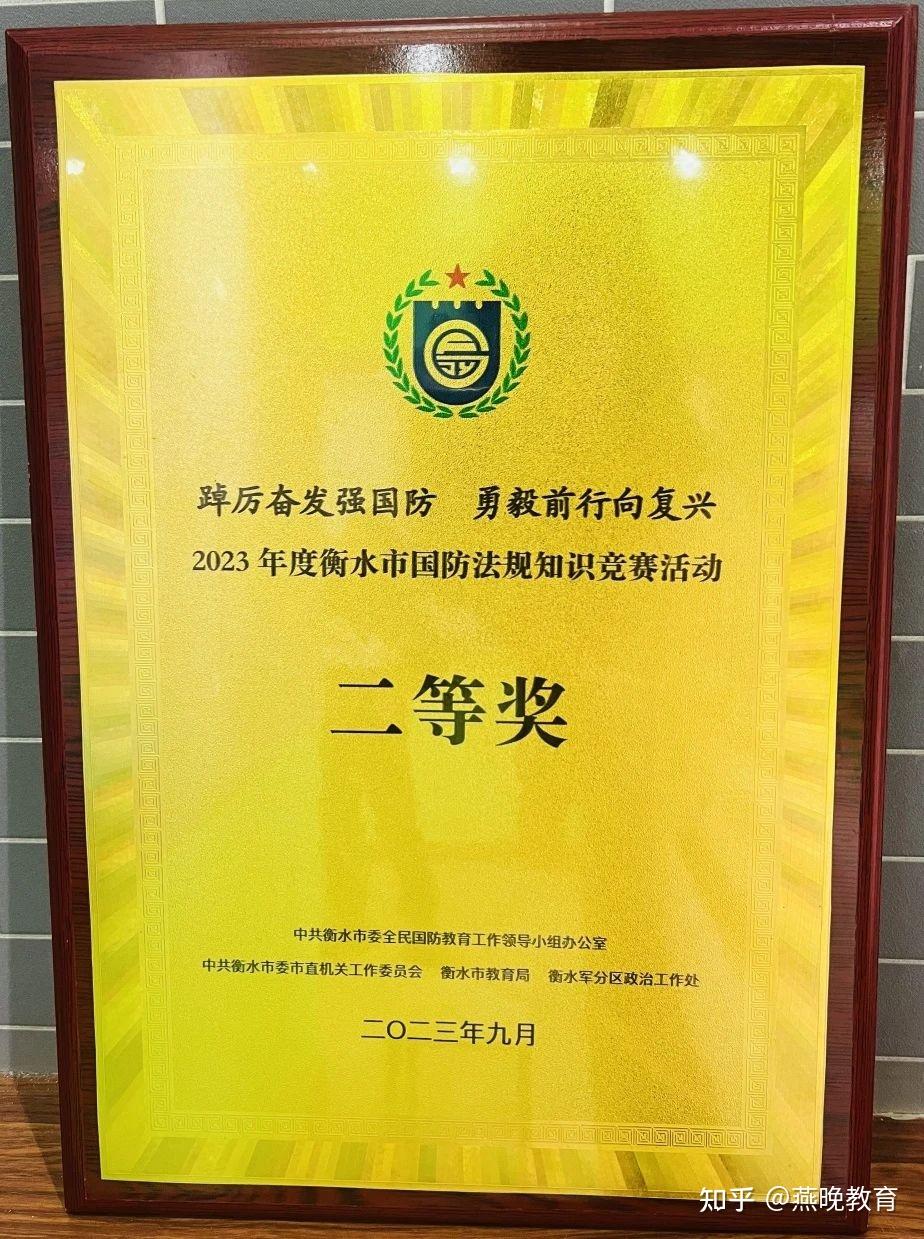 踔厉奋发强国防 勇毅前行向复兴
2023年度衡水市国防法规知识竞赛活动
二等奖
中共衡水市委全民国防教育工作领导小组办公室
中共衡水市委市直机关工作委员会 衡水市教育局 衡水军分区政治工作处
二〇二三年九月
知乎 @燕晚教育